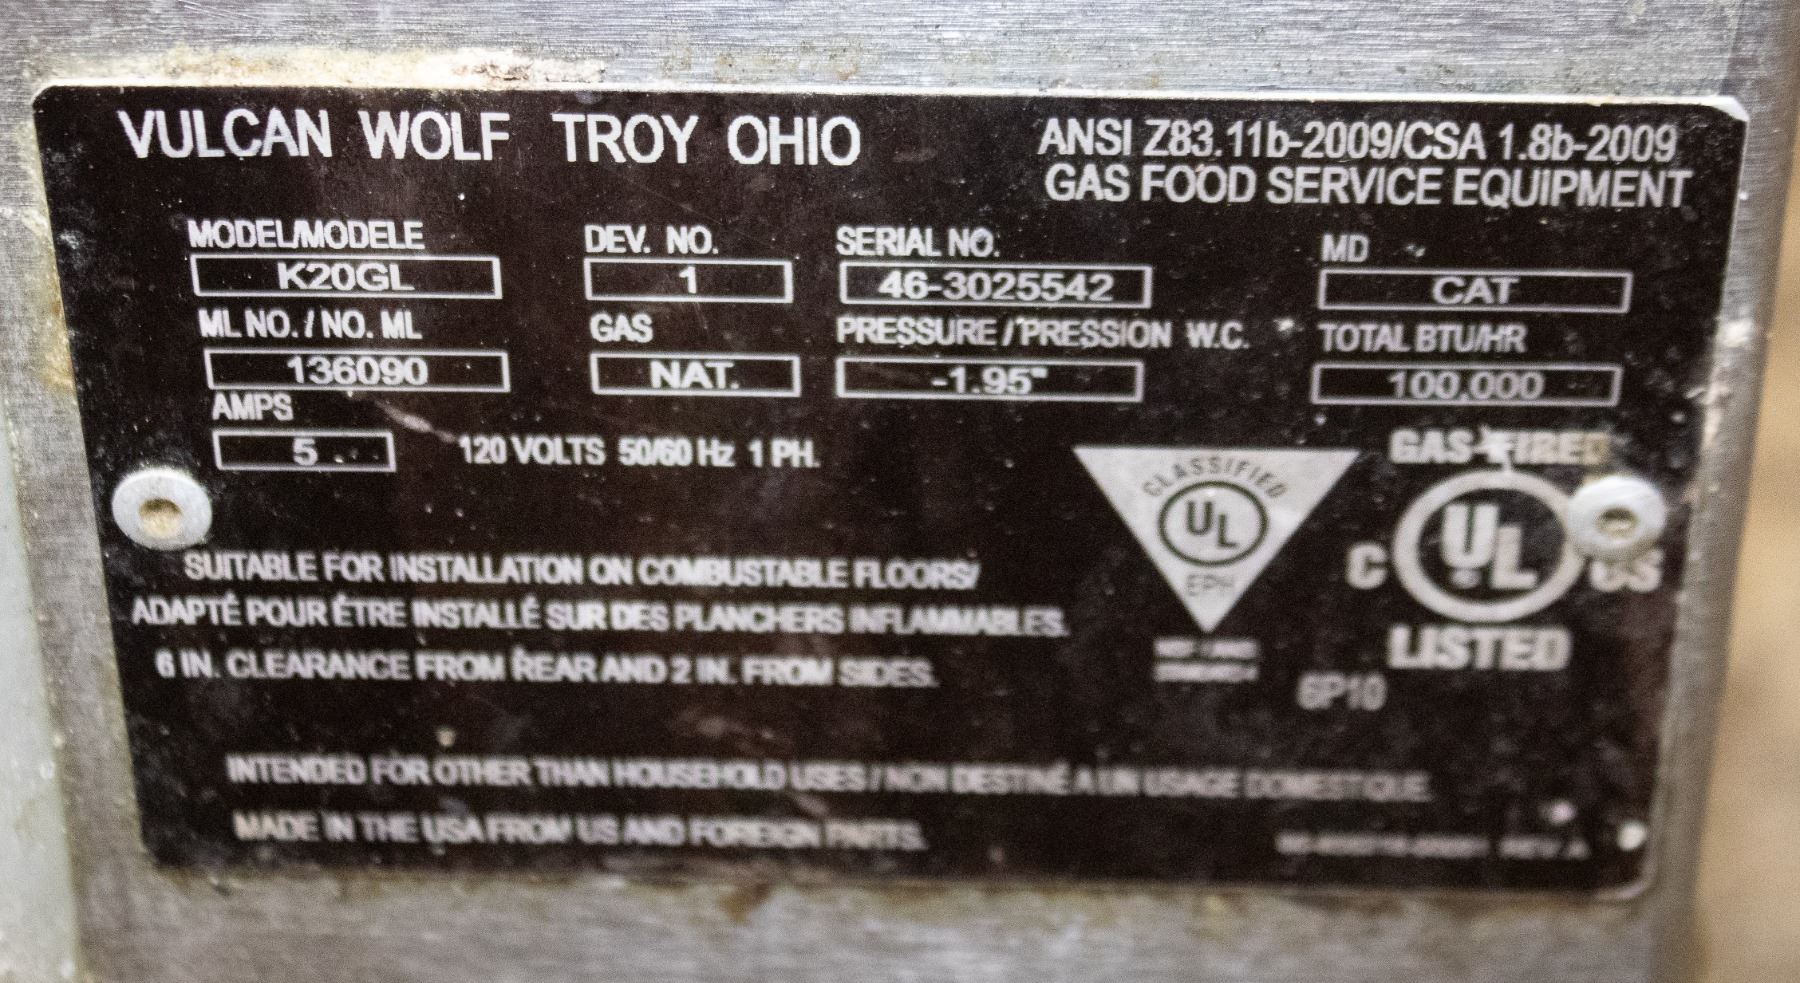 VULCAN WOLF TROY OHIO
ANSI Z83.11b-2009/CSA 1.8b-2009
GAS FOOD SERVICE EQUIPMENT
MODEL/MODELE DEV. NO. SERIAL NO. MD
K20GL 1 46-3025542 CAT
ML NO. / NO. ML GAS PRESSURE / PRESSION W.C. TOTAL BTU/HR
136090 NAT. -1.95" 100,000
AMPS
5 120 VOLTS 50/60 Hz 1 PH.
CLASSIFIED
UL
EPH
GAS-FIRED
C UL US
LISTED
6P10
SUITABLE FOR INSTALLATION ON COMBUSTABLE FLOORS/
ADAPTÉ POUR ÊTRE INSTALLÉ SUR DES PLANCHERS INFLAMMABLES.
6 IN. CLEARANCE FROM REAR AND 2 IN. FROM SIDES.
INTENDED FOR OTHER THAN HOUSEHOLD USES / NON DESTINÉ A UN USAGE DOMESTIQUE.
MADE IN THE USA FROM US AND FOREIGN PARTS.
REV. A